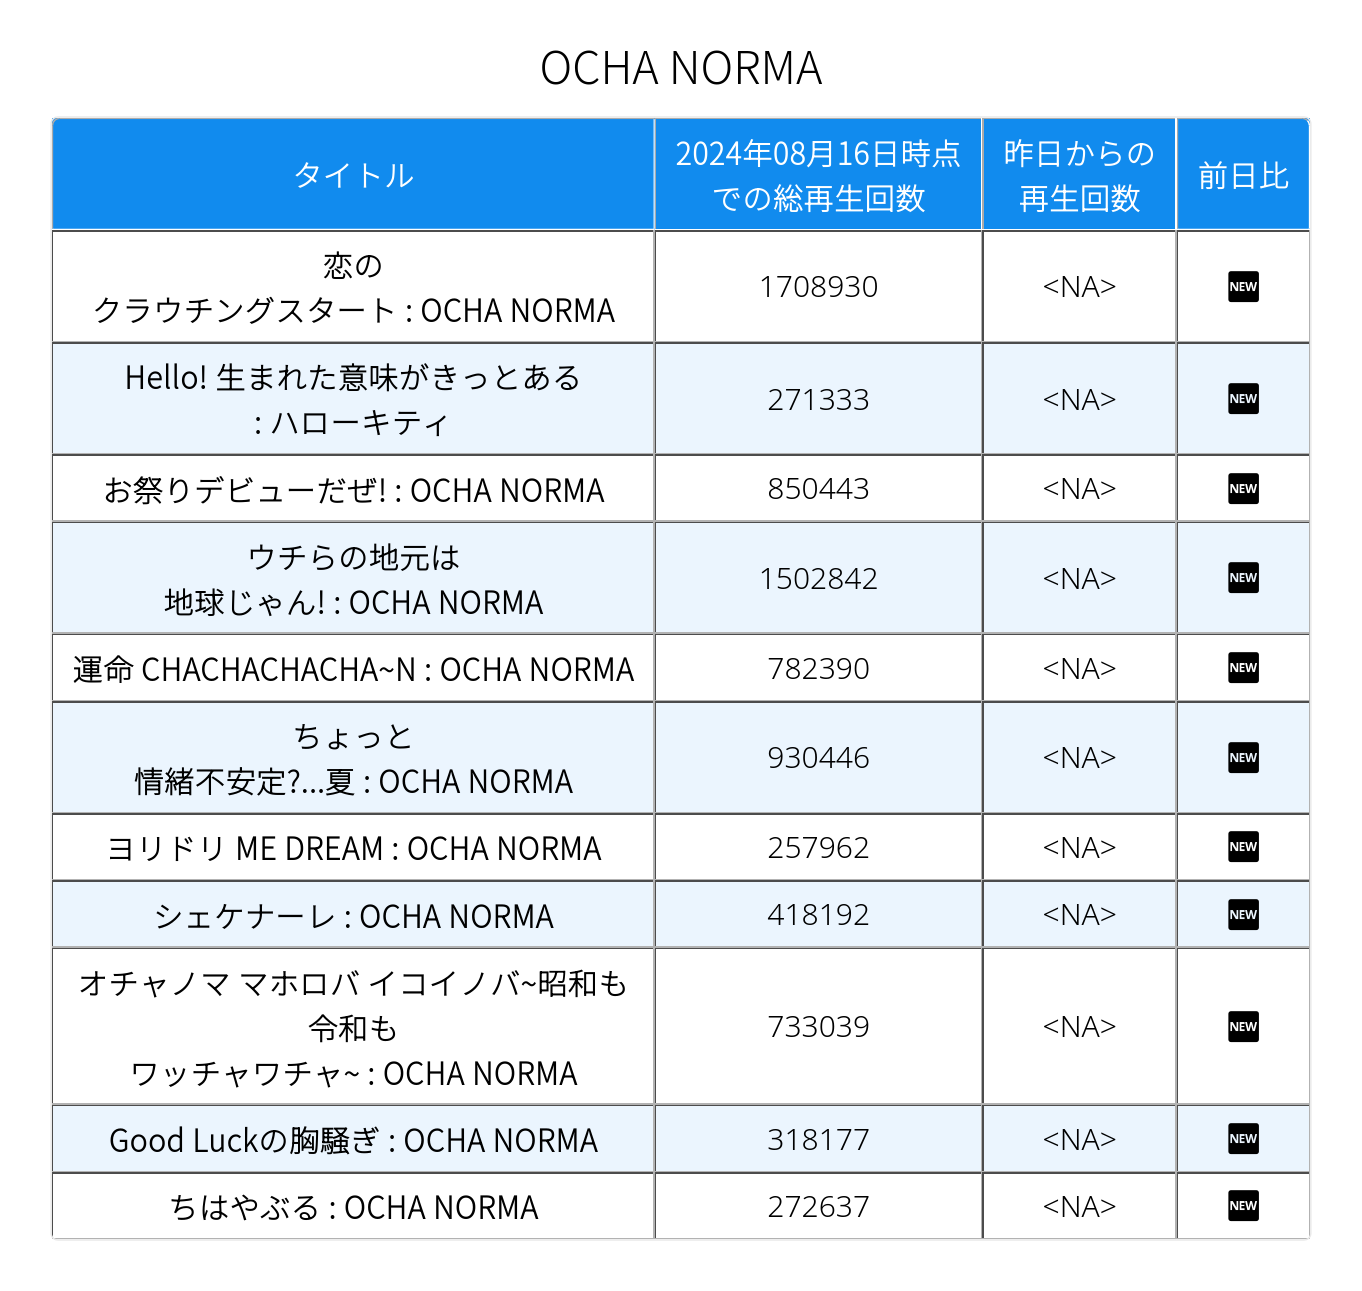 OCHA NORMA
タイトル
2024年08月16日時点
での総再生回数
昨日からの
再生回数
前日比
恋の
クラウチングスタート : OCHA NORMA
1708930
<NA>
NEW
Hello! 生まれた意味がきっとある
: ハローキティ
271333
<NA>
NEW
お祭りデビューだぜ! : OCHA NORMA
850443
<NA>
NEW
ウチらの地元は
地球じゃん! : OCHA NORMA
1502842
<NA>
NEW
運命 CHACHACHACHA~N : OCHA NORMA
782390
<NA>
NEW
ちょっと
情緒不安定?...夏 : OCHA NORMA
930446
<NA>
NEW
ヨリドリ ME DREAM : OCHA NORMA
257962
<NA>
NEW
シェケナーレ : OCHA NORMA
418192
<NA>
NEW
オチャノマ マホロバ イコイノバ~昭和も
令和も
ワッチャワチャ~ : OCHA NORMA
733039
<NA>
NEW
Good Luckの胸騒ぎ : OCHA NORMA
318177
<NA>
NEW
ちはやぶる : OCHA NORMA
272637
<NA>
NEW